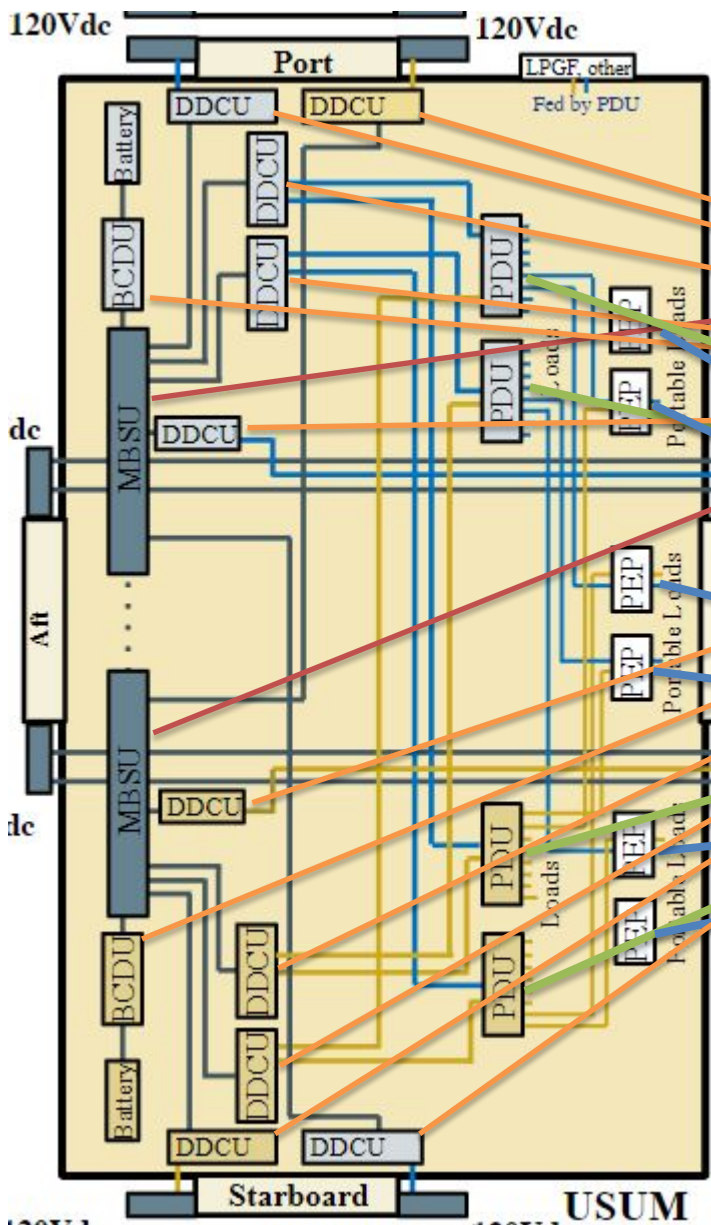 120Vdc
120Vdc
Port
LPGF, other
Fed by PDU
DDCU
DDCU
Battery
DDCU
DDCU
BCDU
PDU
PDU
Loads
PEP
PEP
Portable Loads
MBSU
DDCU
dc
Aft
PEP
PEP
Portable Loads
MBSU
DDCU
dc
PDU
PDU
Loads
PEP
PEP
Portable Loads
BCDU
DDCU
DDCU
Battery
DDCU
DDCU
Starboard
USUM